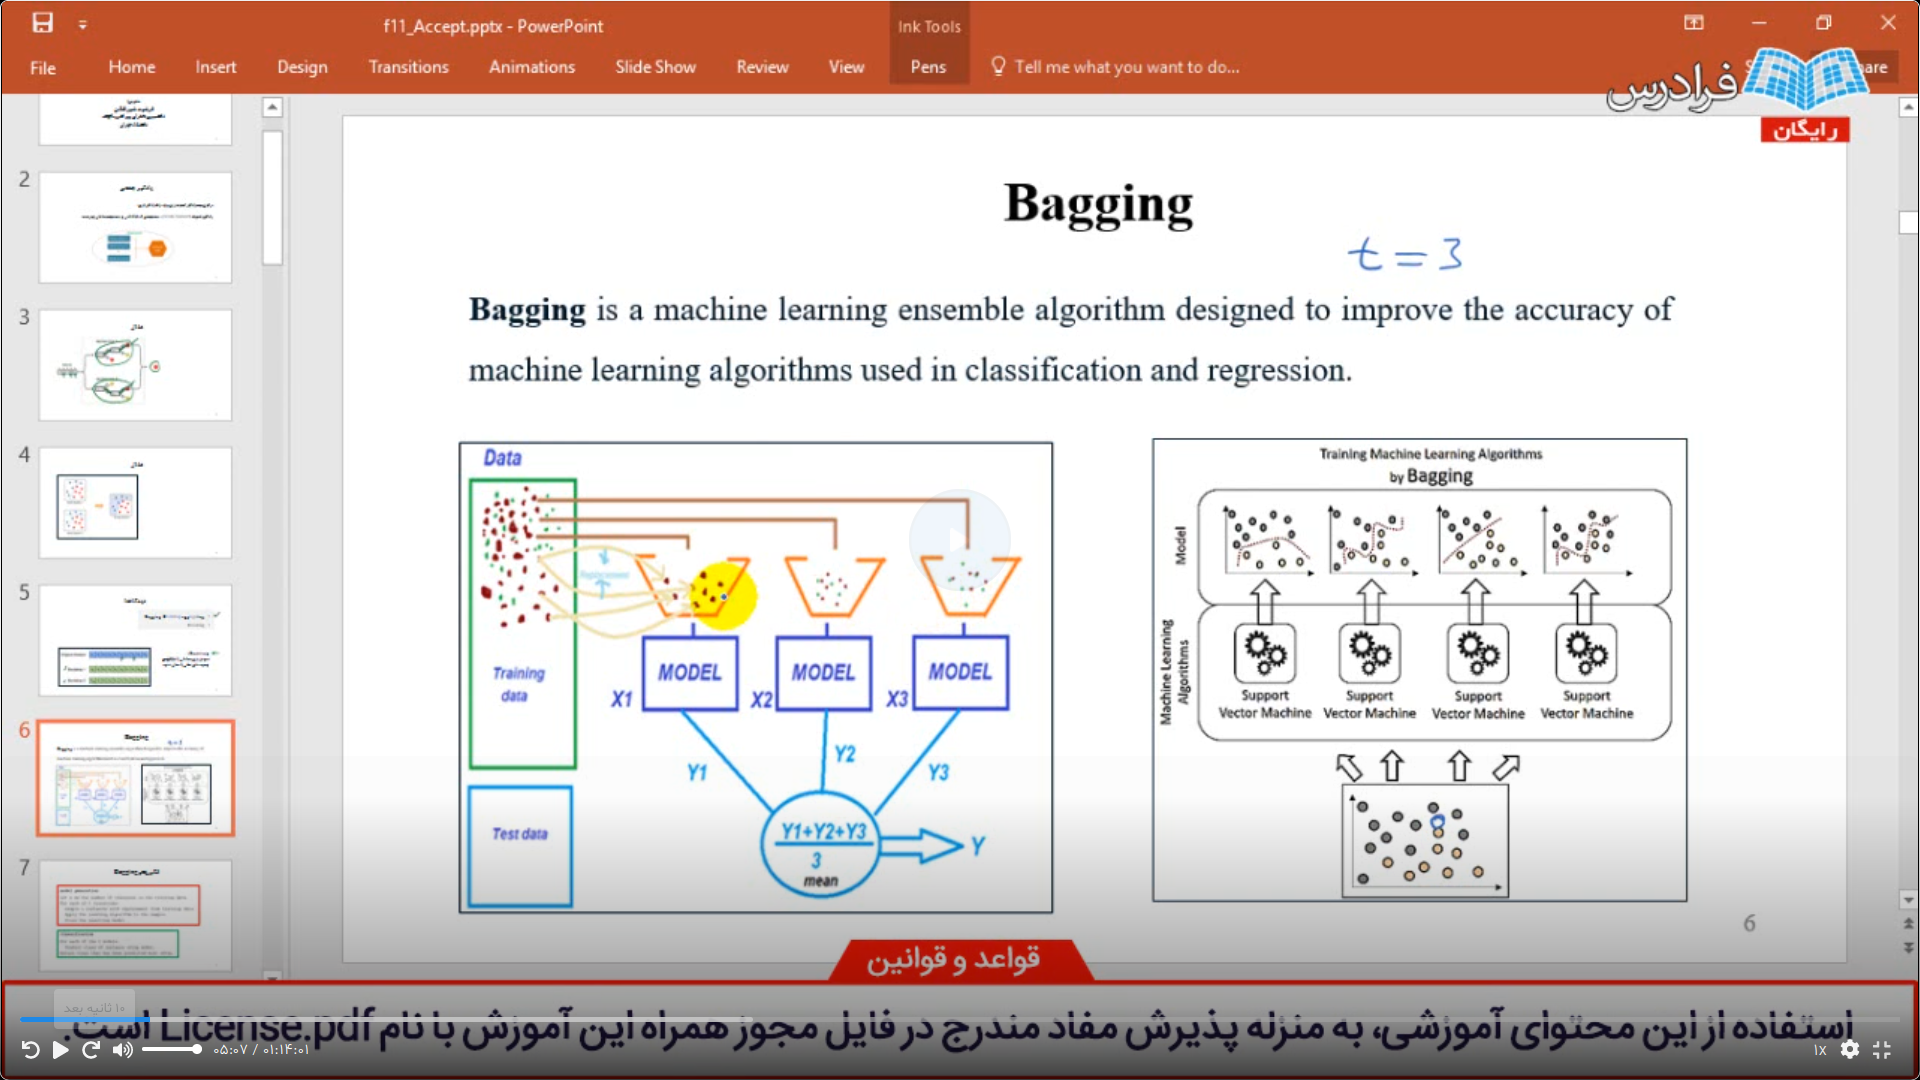 f11_Accept.pptx - PowerPoint
Ink Tools
File
Home
Insert
Design
Transitions
Animations
Slide Show
Review
View
Pens
Tell me what you want to do...
فرادرس
رایگان
2
3
4
5
6
7
Bagging
t = 3
Bagging is a machine learning ensemble algorithm designed to improve the accuracy of
machine learning algorithms used in classification and regression.
Data
Replacement
Training
data
MODEL
MODEL
MODEL
X1
X2
X3
Y1
Y2
Y3
Test data
Y1+Y2+Y3
3
mean
Y
Training Machine Learning Algorithms
by Bagging
Model
Machine Learning
Algorithms
Support
Vector Machine
Support
Vector Machine
Support
Vector Machine
Support
Vector Machine
6
قواعد و قوانین
استفاده از این محتوای آموزشی، به منزله پذیرش مفاد مندرج در فایل مجوز همراه این آموزش با نام License.pdf است.
۱۰ ثانیه بعد
۰۵:۰۷ / ۰۱:۱۴:۰۱
۱x